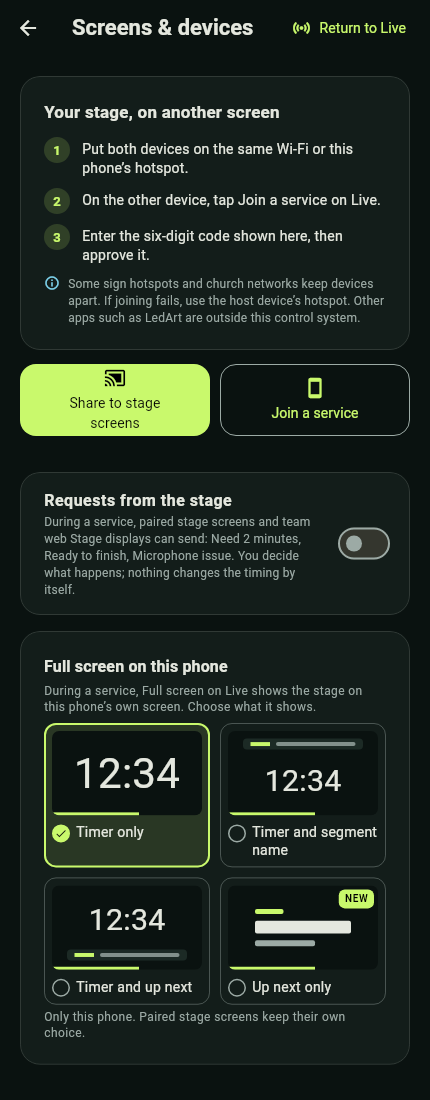 Screens & devices
Return to Live
Your stage, on another screen
1
Put both devices on the same Wi-Fi or this
phone's hotspot.
2
On the other device, tap Join a service on Live.
3
Enter the six-digit code shown here, then
approve it.
Some sign hotspots and church networks keep devices
apart. If joining fails, use the host device's hotspot. Other
apps such as LedArt are outside this control system.
Share to stage
screens
Join a service
Requests from the stage
During a service, paired stage screens and team
web Stage displays can send: Need 2 minutes,
Ready to finish, Microphone issue. You decide
what happens; nothing changes the timing by
itself.
Full screen on this phone
During a service, Full screen on Live shows the stage on
this phone's own screen. Choose what it shows.
12:34
Timer only
12:34
Timer and segment
name
12:34
Timer and up next
NEW
Up next only
Only this phone. Paired stage screens keep their own
choice.